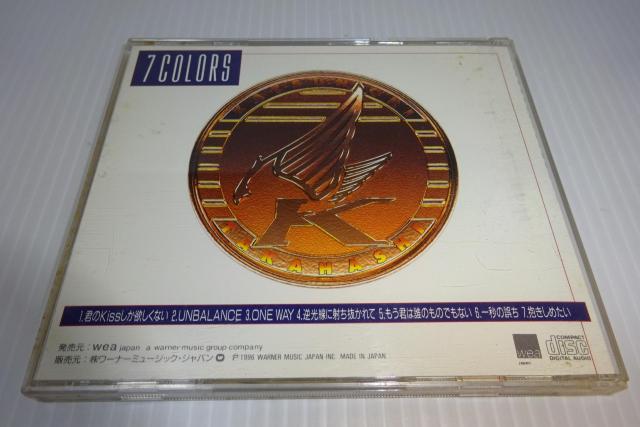 7 COLORS
K
TAKAHASHI
1.君のKissしか欲しくない 2.UNBALANCE 3.ONE WAY 4.逆光線に射ち抜かれて 5.もう君は誰のものでもない 6.一秒の誤ち 7.抱きしめたい
発売元:wea japan a warner music group company
販売元:㈱ワーナーミュージック・ジャパン Ⓦ ℗1996 WARNER MUSIC JAPAN INC. MADE IN JAPAN
wea
COMPACT
disc
DIGITAL AUDIO